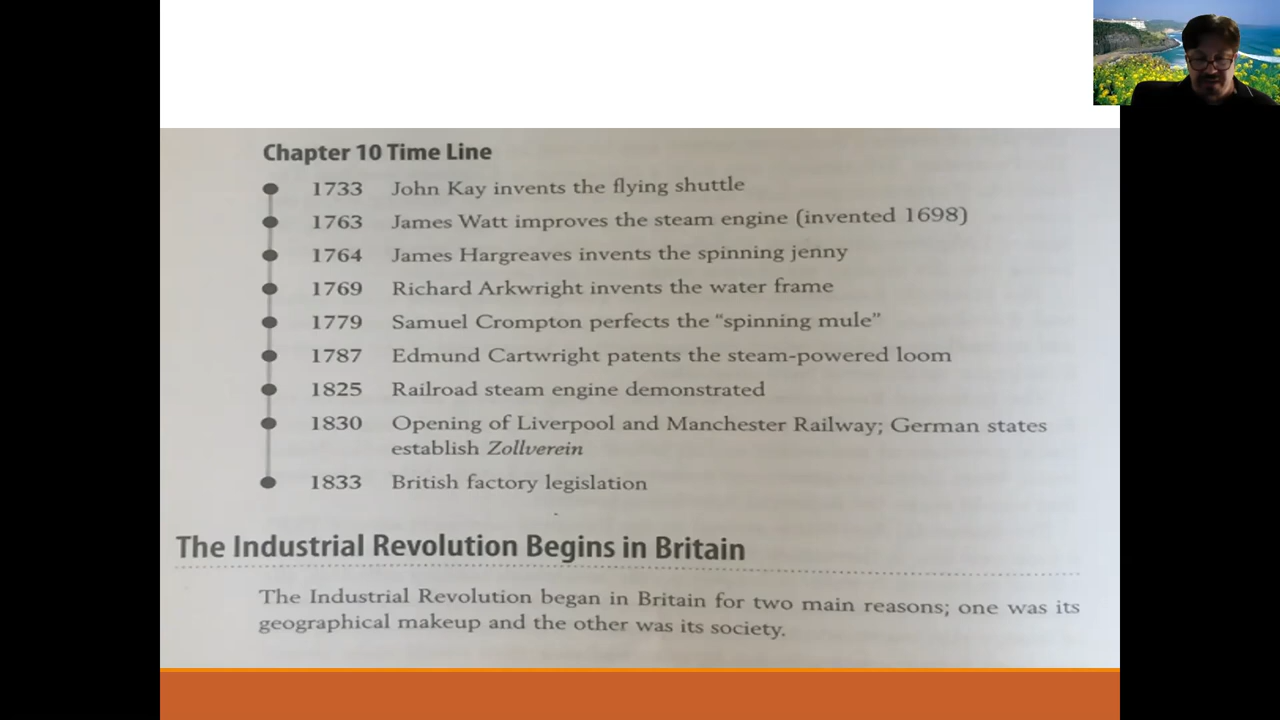 Chapter 10 Time Line
1733 John Kay invents the flying shuttle
1763 James Watt improves the steam engine (invented 1698)
1764 James Hargreaves invents the spinning jenny
1769 Richard Arkwright invents the water frame
1779 Samuel Crompton perfects the “spinning mule”
1787 Edmund Cartwright patents the steam-powered loom
1825 Railroad steam engine demonstrated
1830 Opening of Liverpool and Manchester Railway; German states
establish Zollverein
1833 British factory legislation
The Industrial Revolution Begins in Britain
The Industrial Revolution began in Britain for two main reasons; one was its
geographical makeup and the other was its society.